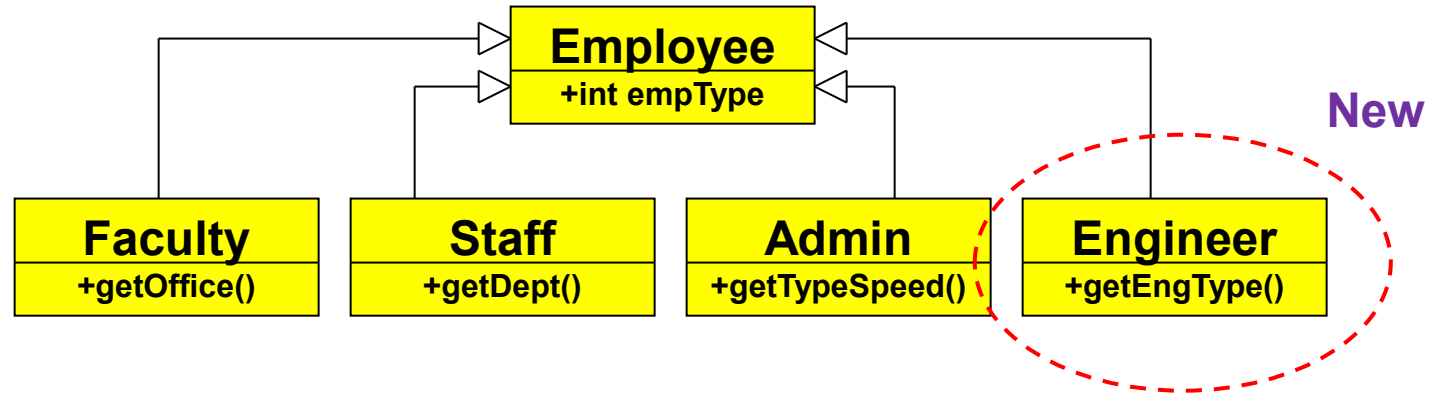 Employee
+int empType
New
Faculty
+getOffice()
Staff
+getDept()
Admin
+getTypeSpeed()
Engineer
+getEngType()